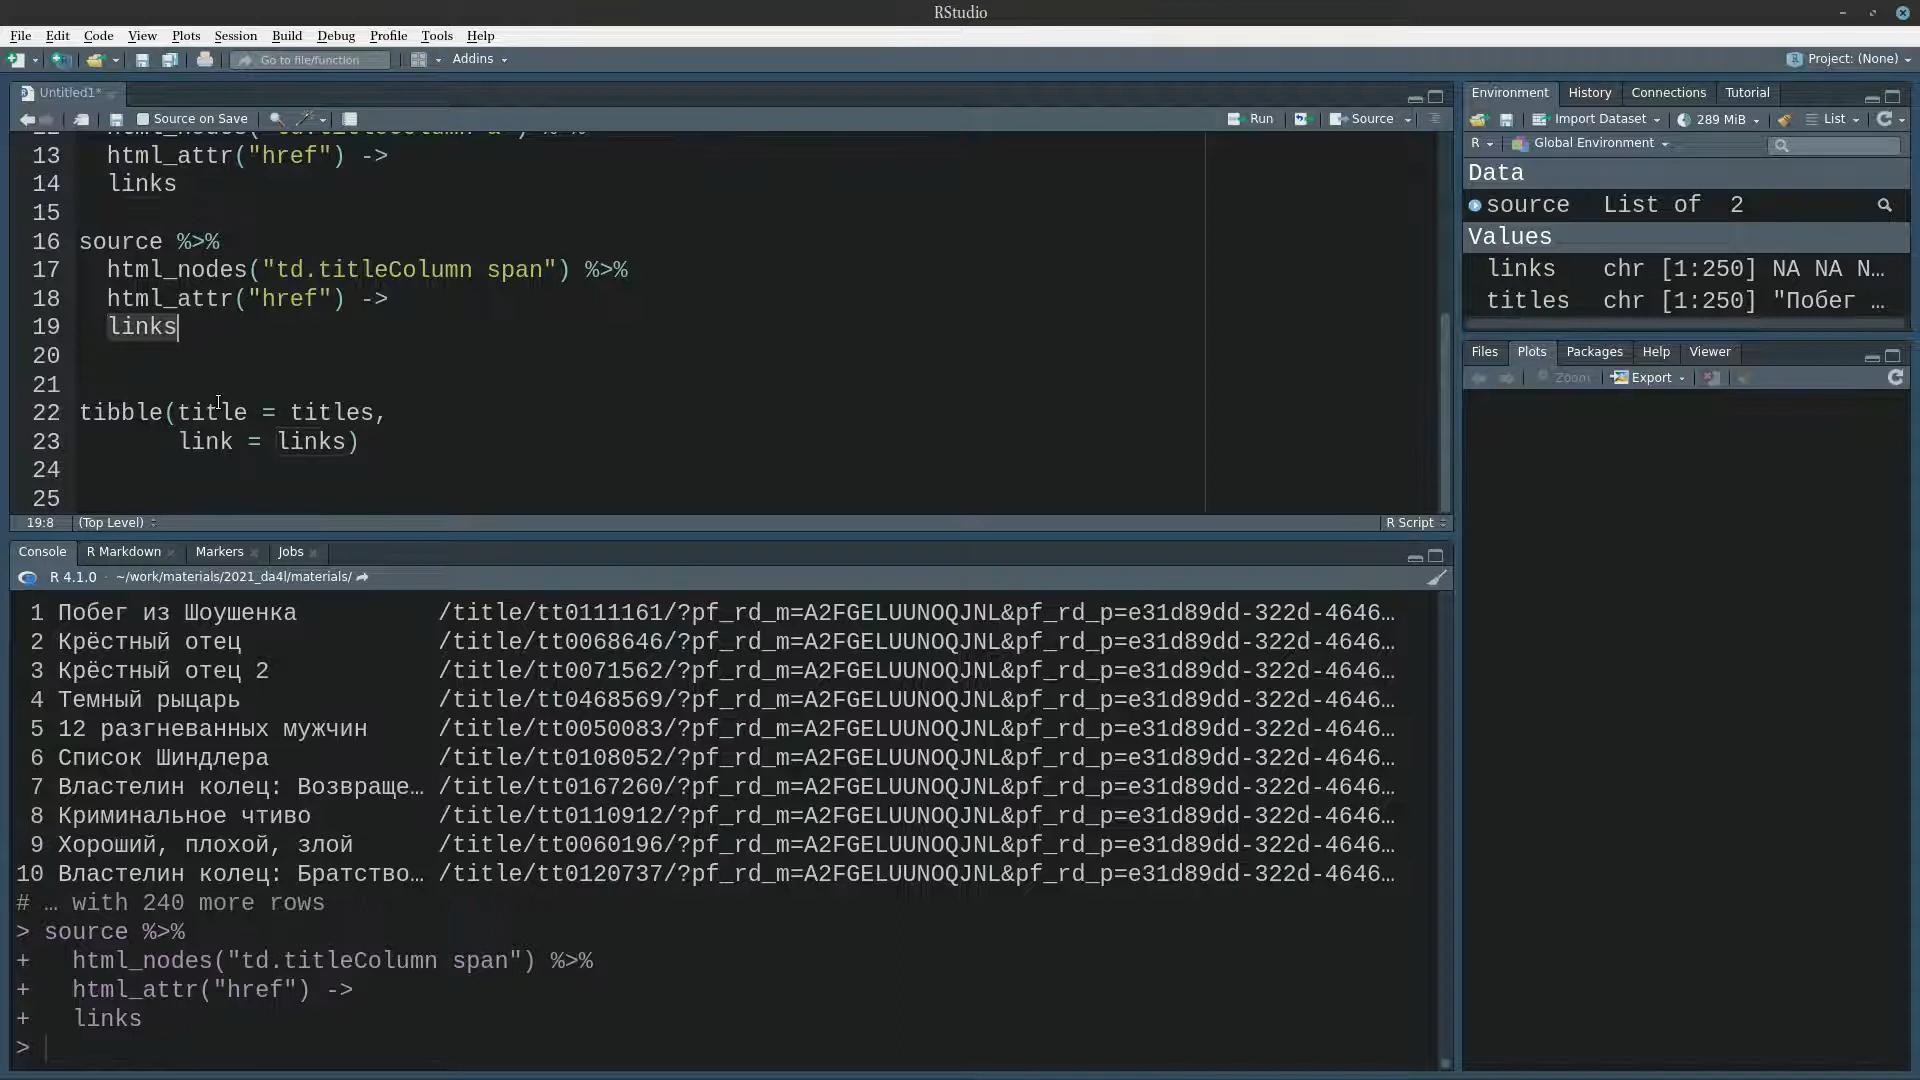 RStudio
File Edit Code View Plots Session Build Debug Profile Tools Help
Go to file/function Addins Project: (None)
Untitled1*
Source on Save Run Source
13 html_attr("href") ->
14 links
15
16 source %>%
17 html_nodes("td.titleColumn span") %>%
18 html_attr("href") ->
19 links
20
21
22 tibble(title = titles,
23 link = links)
24
25
19:8 (Top Level) R Script
Console R Markdown Markers Jobs
R 4.1.0 · ~/work/materials/2021_da4l/materials/
1 Побег из Шоушенка /title/tt0111161/?pf_rd_m=A2FGELUUNOQJNL&pf_rd_p=e31d89dd-322d-4646…
2 Крёстный отец /title/tt0068646/?pf_rd_m=A2FGELUUNOQJNL&pf_rd_p=e31d89dd-322d-4646…
3 Крёстный отец 2 /title/tt0071562/?pf_rd_m=A2FGELUUNOQJNL&pf_rd_p=e31d89dd-322d-4646…
4 Темный рыцарь /title/tt0468569/?pf_rd_m=A2FGELUUNOQJNL&pf_rd_p=e31d89dd-322d-4646…
5 12 разгневанных мужчин /title/tt0050083/?pf_rd_m=A2FGELUUNOQJNL&pf_rd_p=e31d89dd-322d-4646…
6 Список Шиндлера /title/tt0108052/?pf_rd_m=A2FGELUUNOQJNL&pf_rd_p=e31d89dd-322d-4646…
7 Властелин колец: Возвраще… /title/tt0167260/?pf_rd_m=A2FGELUUNOQJNL&pf_rd_p=e31d89dd-322d-4646…
8 Криминальное чтиво /title/tt0110912/?pf_rd_m=A2FGELUUNOQJNL&pf_rd_p=e31d89dd-322d-4646…
9 Хороший, плохой, злой /title/tt0060196/?pf_rd_m=A2FGELUUNOQJNL&pf_rd_p=e31d89dd-322d-4646…
10 Властелин колец: Братство… /title/tt0120737/?pf_rd_m=A2FGELUUNOQJNL&pf_rd_p=e31d89dd-322d-4646…
# … with 240 more rows
> source %>%
+ html_nodes("td.titleColumn span") %>%
+ html_attr("href") ->
+ links
>
Environment History Connections Tutorial
Import Dataset 289 MiB List
R Global Environment
Data
source List of 2
Values
links chr [1:250] NA NA N…
titles chr [1:250] "Побег …
Files Plots Packages Help Viewer
Zoom Export